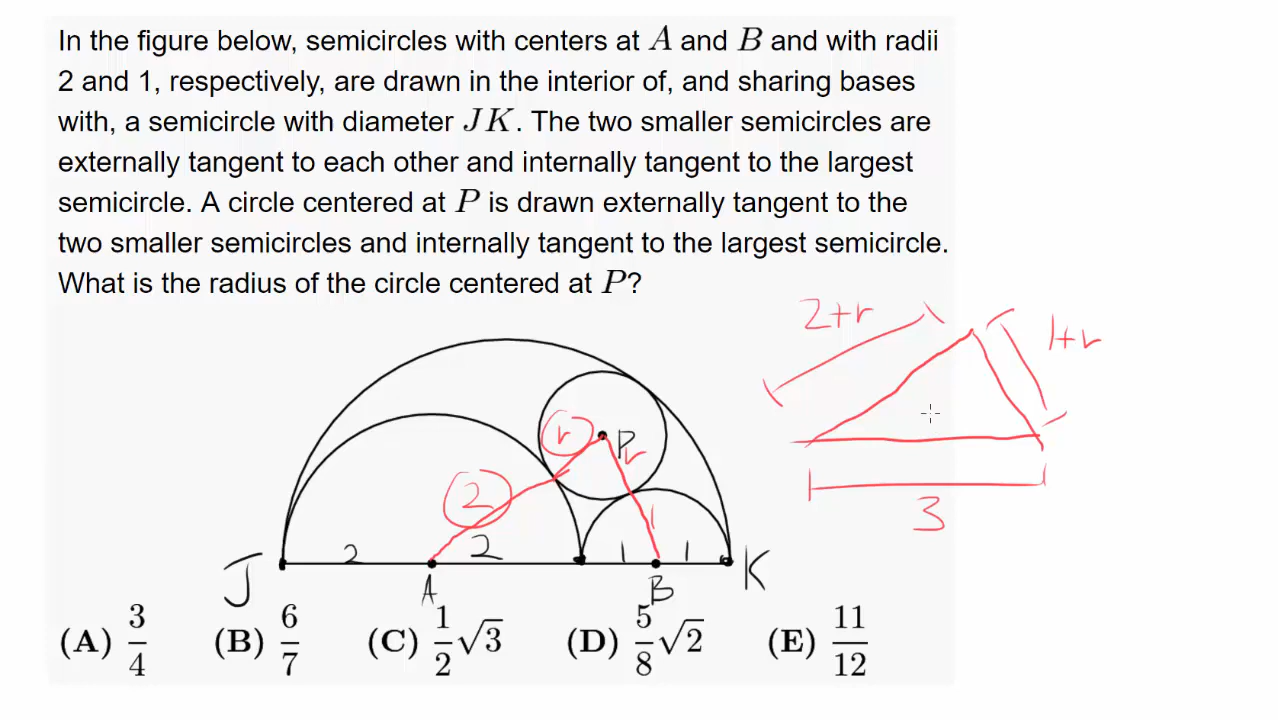 In the figure below, semicircles with centers at A and B and with radii
2 and 1, respectively, are drawn in the interior of, and sharing bases
with, a semicircle with diameter JK. The two smaller semicircles are
externally tangent to each other and internally tangent to the largest
semicircle. A circle centered at P is drawn externally tangent to the
two smaller semicircles and internally tangent to the largest semicircle.
What is the radius of the circle centered at P?
2+r
1+r
3
r P r
2 1
2 2 1 1
J A B K
(A) 3/4 (B) 6/7 (C) 1/2 √3 (D) 5/8 √2 (E) 11/12